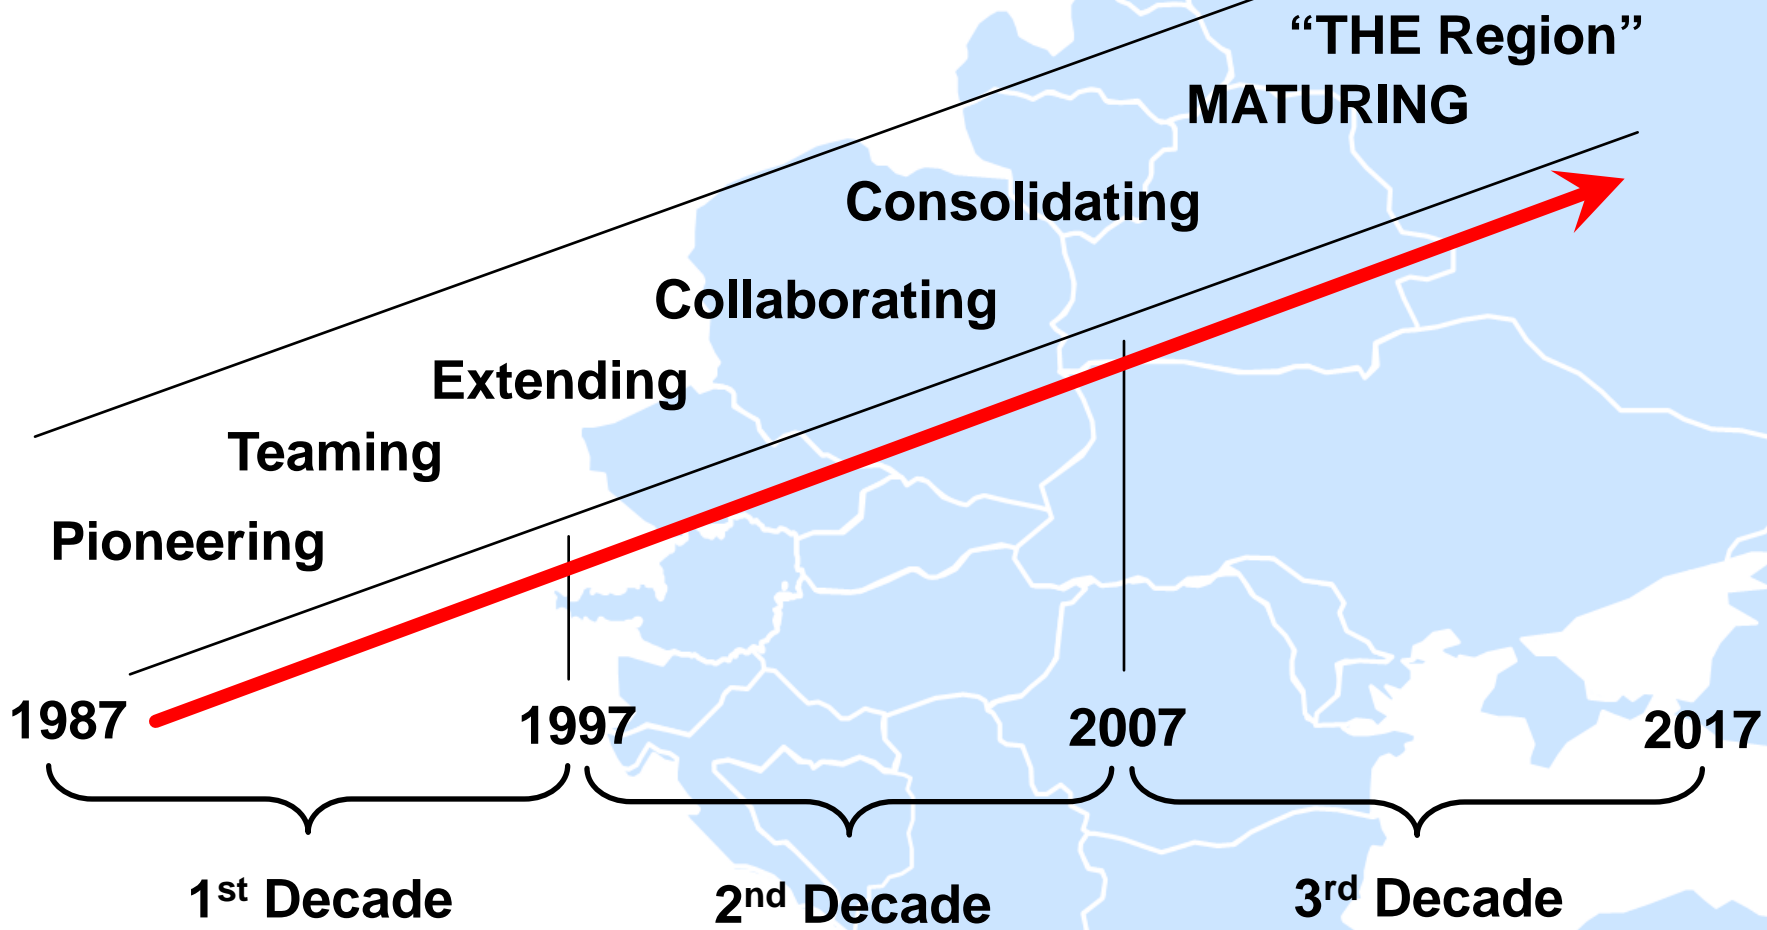 “THE Region”
MATURING
Consolidating
Collaborating
Extending
Teaming
Pioneering
1987
1997
2007
2017
1st Decade
2nd Decade
3rd Decade